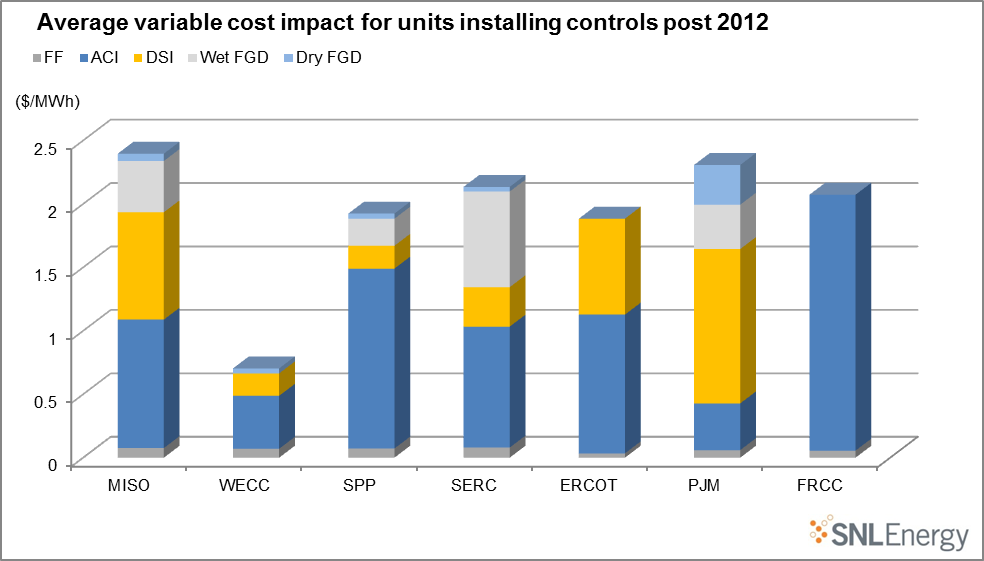 Average variable cost impact for units installing controls post 2012
FF ACI DSI Wet FGD Dry FGD
($/MWh)
2.5
2
1.5
1
0.5
0
MISO WECC SPP SERC ERCOT PJM FRCC
SNLEnergy